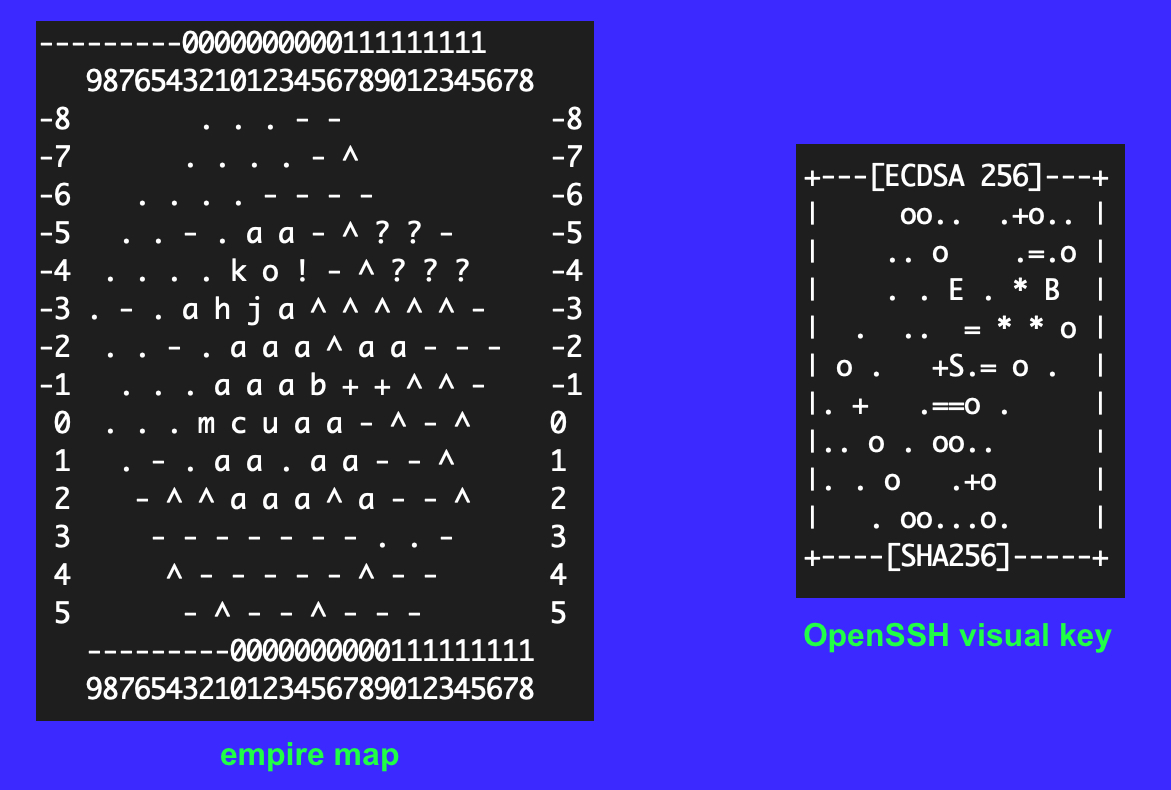 ---------0000000000111111111
   9876543210123456789012345678
-8        . . . - -             -8
-7       . . . . - ^            -7
-6    . . . . - - - -           -6
-5   . . - . a a - ^ ? ? -      -5
-4  . . . . k o ! - ^ ? ? ?     -4
-3 . - . a h j a ^ ^ ^ ^ ^ -    -3
-2  . . - . a a a ^ a a - - -   -2
-1   . . . a a a b + + ^ ^ -    -1
 0  . . . m c u a a - ^ - ^     0
 1   . - . a a . a a - - ^      1
 2    - ^ ^ a a a ^ a - - ^     2
 3     - - - - - - - . . -      3
 4      ^ - - - - - ^ - -       4
 5       - ^ - - ^ - - -        5
   ---------0000000000111111111
   9876543210123456789012345678
empire map
+---[ECDSA 256]---+
|     oo..  .+o.. |
|    .. o    .=.o |
|    . . E . * B  |
|  .  ..  = * * o |
| o .   +S.= o .  |
|. +   .==o .     |
|.. o . oo..      |
|. . o   .+o      |
|   . oo...o.     |
+----[SHA256]-----+
OpenSSH visual key